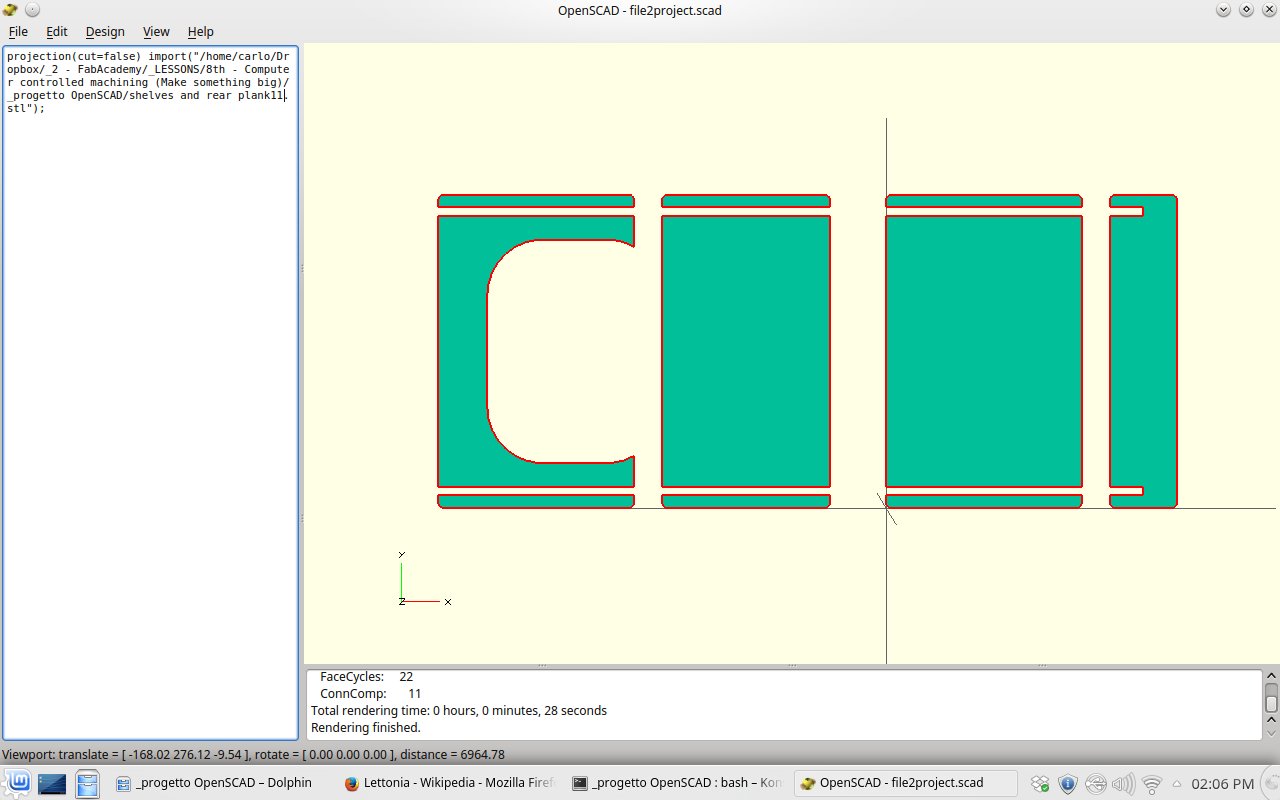 OpenSCAD - file2project.scad
File Edit Design View Help
projection(cut=false) import("/home/carlo/Dr
opbox/_2 - FabAcademy/_LESSONS/8th - Compute
r controlled machining (Make something big)/
_progetto OpenSCAD/shelves and rear plank11.
stl");
Y
Z X
FaceCycles: 22
ConnComp: 11
Total rendering time: 0 hours, 0 minutes, 28 seconds
Rendering finished.
Viewport: translate = [ -168.02 276.12 -9.54 ], rotate = [ 0.00 0.00 0.00 ], distance = 6964.78
_progetto OpenSCAD – Dolphin Lettonia - Wikipedia - Mozilla Firef _progetto OpenSCAD : bash – Kon OpenSCAD - file2project.scad 02:06 PM